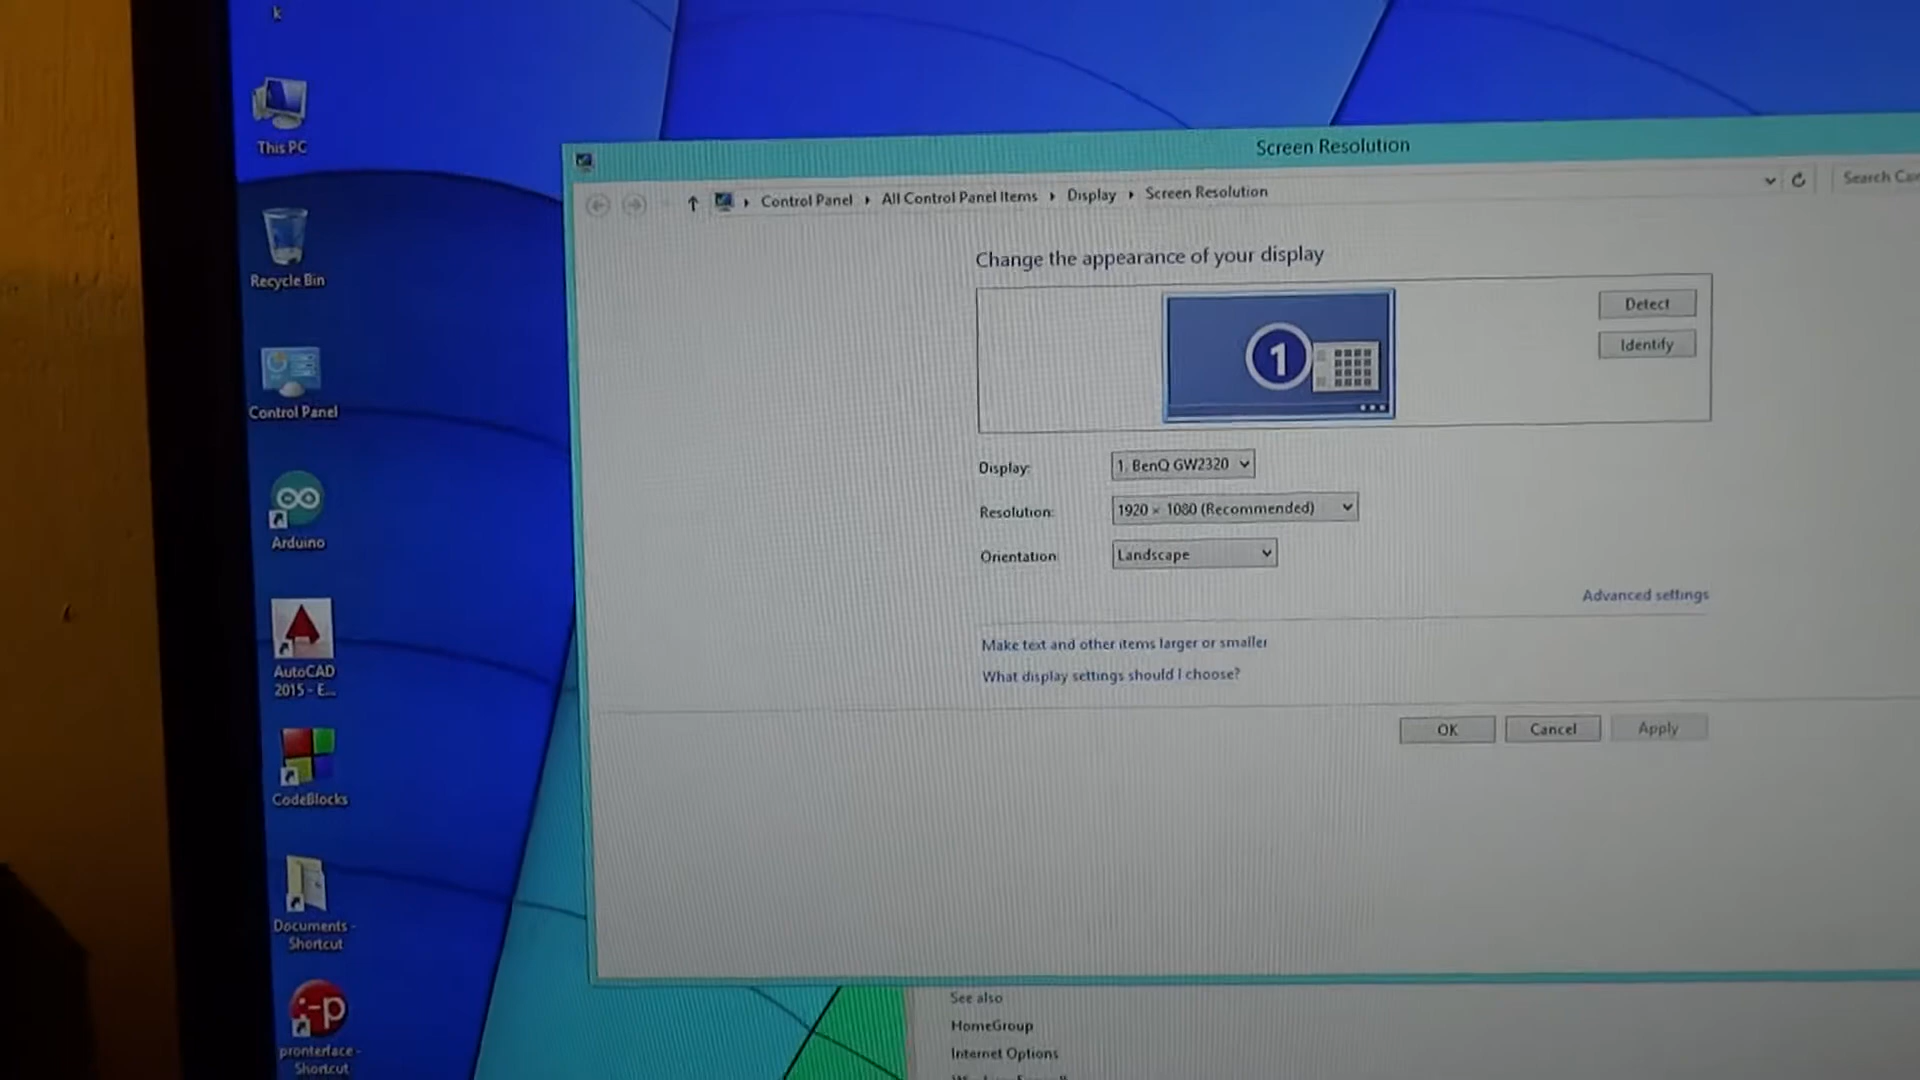 k
This PC
Recycle Bin
Control Panel
Arduino
AutoCAD
2015 - E...
CodeBlocks
Documents -
Shortcut
pronterface -
Shortcut
Screen Resolution
Control Panel All Control Panel Items Display Screen Resolution
Search
Change the appearance of your display
1
Detect
Identify
Display: 1. BenQ GW2320
Resolution: 1920 × 1080 (Recommended)
Orientation: Landscape
Advanced settings
Make text and other items larger or smaller
What display settings should I choose?
OK Cancel Apply
See also
HomeGroup
Internet Options